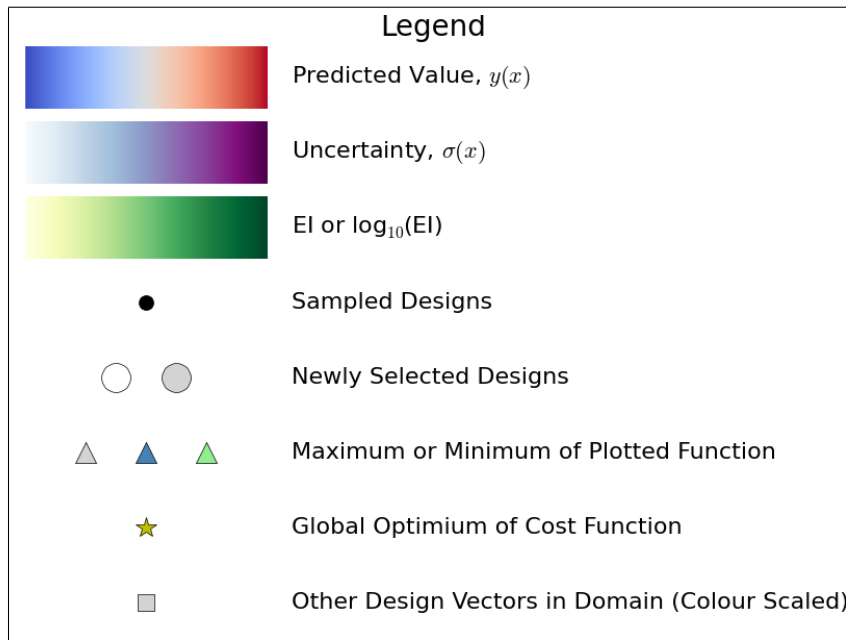 Legend
Predicted Value, y(x)
Uncertainty, σ(x)
EI or log₁₀(EI)
Sampled Designs
Newly Selected Designs
Maximum or Minimum of Plotted Function
Global Optimium of Cost Function
Other Design Vectors in Domain (Colour Scaled)